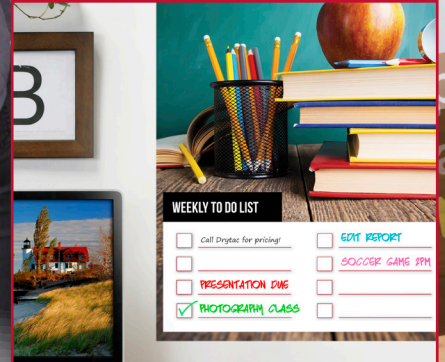 B
WEEKLY TO DO LIST
Call Drytac for pricing!
PRESENTATION DUE
PHOTOGRAPHY CLASS
EDIT REPORT
SOCCER GAME 2PM